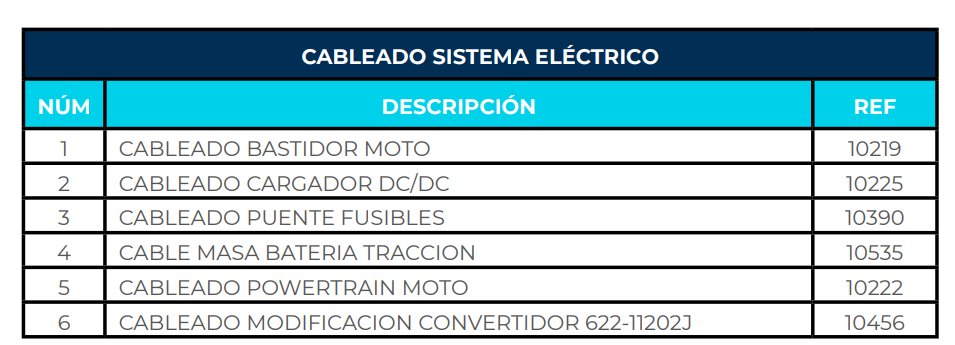 CABLEADO SISTEMA ELÉCTRICO
NÚM DESCRIPCIÓN REF
1 CABLEADO BASTIDOR MOTO 10219
2 CABLEADO CARGADOR DC/DC 10225
3 CABLEADO PUENTE FUSIBLES 10390
4 CABLE MASA BATERIA TRACCION 10535
5 CABLEADO POWERTRAIN MOTO 10222
6 CABLEADO MODIFICACION CONVERTIDOR 622-11202J 10456